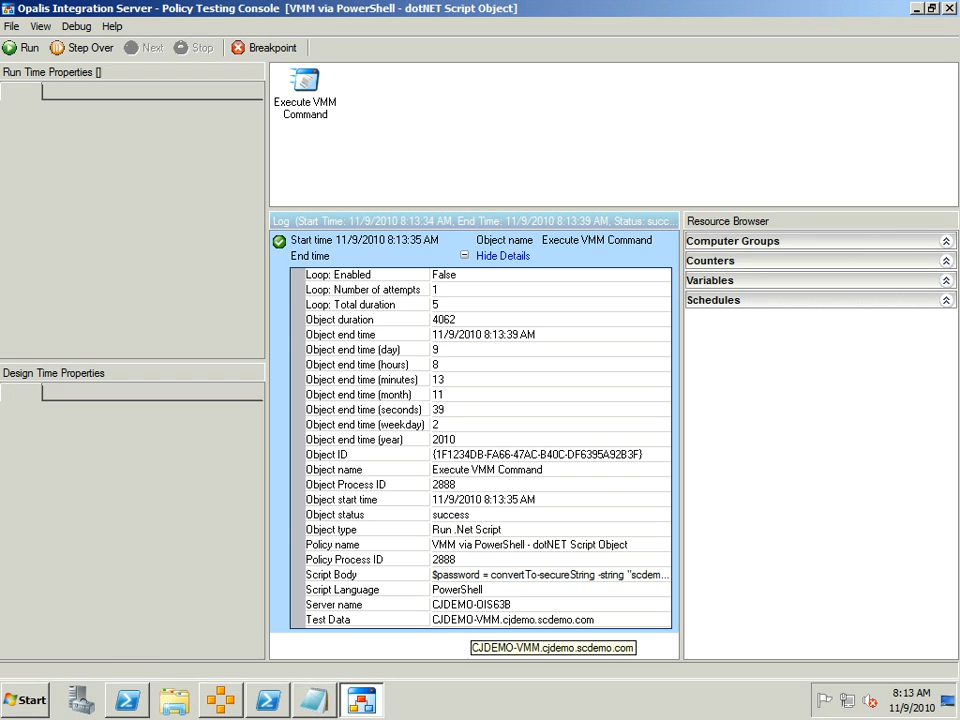 Opalis Integration Server - Policy Testing Console [VMM via PowerShell - dotNET Script Object]
File View Debug Help
Run Step Over Next Stop Breakpoint
Run Time Properties []
Execute VMM
Command
Log (Start Time: 11/9/2010 8:13:34 AM, End Time: 11/9/2010 8:13:39 AM, Status: succ...
Start time 11/9/2010 8:13:35 AM Object name Execute VMM Command
End time Hide Details
Loop: Enabled False
Loop: Number of attempts 1
Loop: Total duration 5
Object duration 4062
Object end time 11/9/2010 8:13:39 AM
Object end time (day) 9
Object end time (hours) 8
Object end time (minutes) 13
Object end time (month) 11
Object end time (seconds) 39
Object end time (weekday) 2
Object end time (year) 2010
Object ID {1F1234DB-FA66-47AC-B40C-DF6395A92B3F}
Object name Execute VMM Command
Object Process ID 2888
Object start time 11/9/2010 8:13:35 AM
Object status success
Object type Run .Net Script
Policy name VMM via PowerShell - dotNET Script Object
Policy Process ID 2888
Script Body $password = convertTo-secureString -string "scdem...
Script Language PowerShell
Server name CJDEMO-OIS63B
Test Data CJDEMO-VMM.cjdemo.scdemo.com
CJDEMO-VMM.cjdemo.scdemo.com
Resource Browser
Computer Groups
Counters
Variables
Schedules
Design Time Properties
Start
8:13 AM
11/9/2010